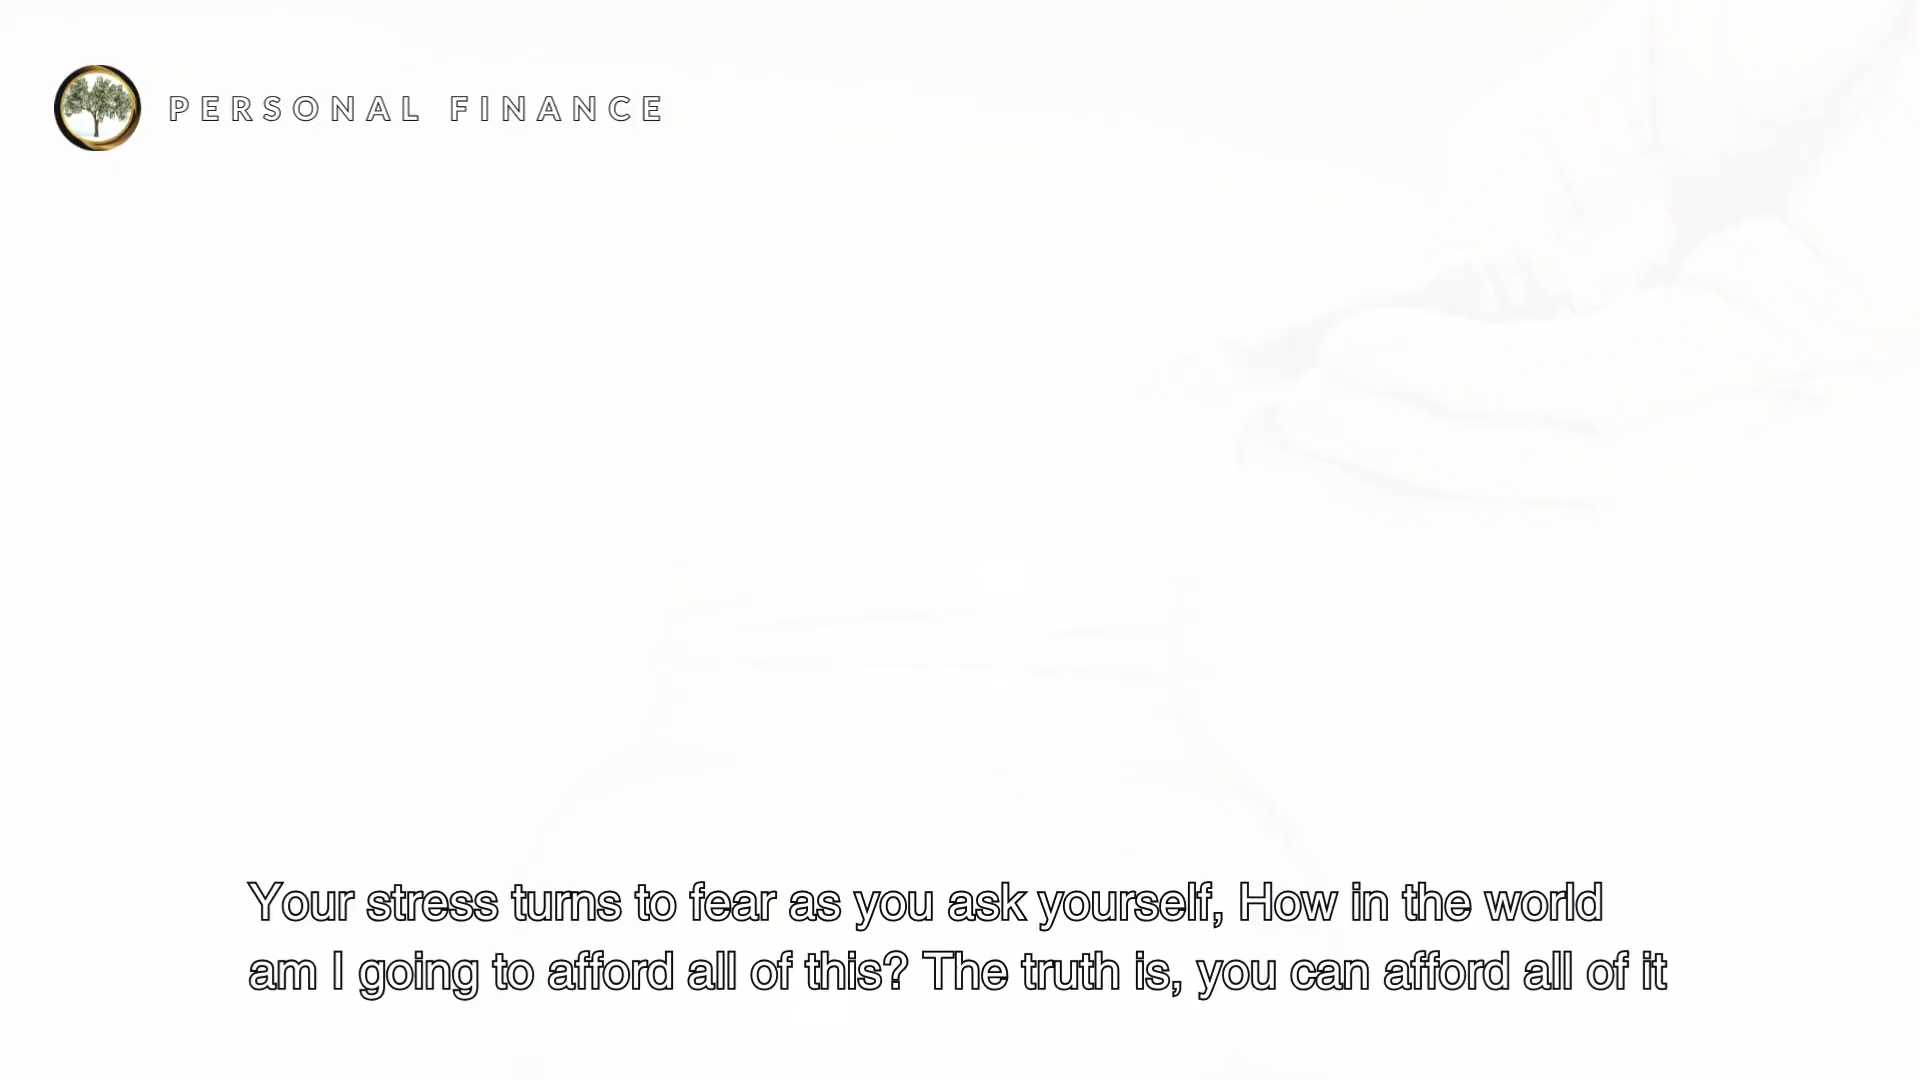 PERSONAL FINANCE
Your stress turns to fear as you ask yourself, How in the world
am I going to afford all of this? The truth is, you can afford all of it